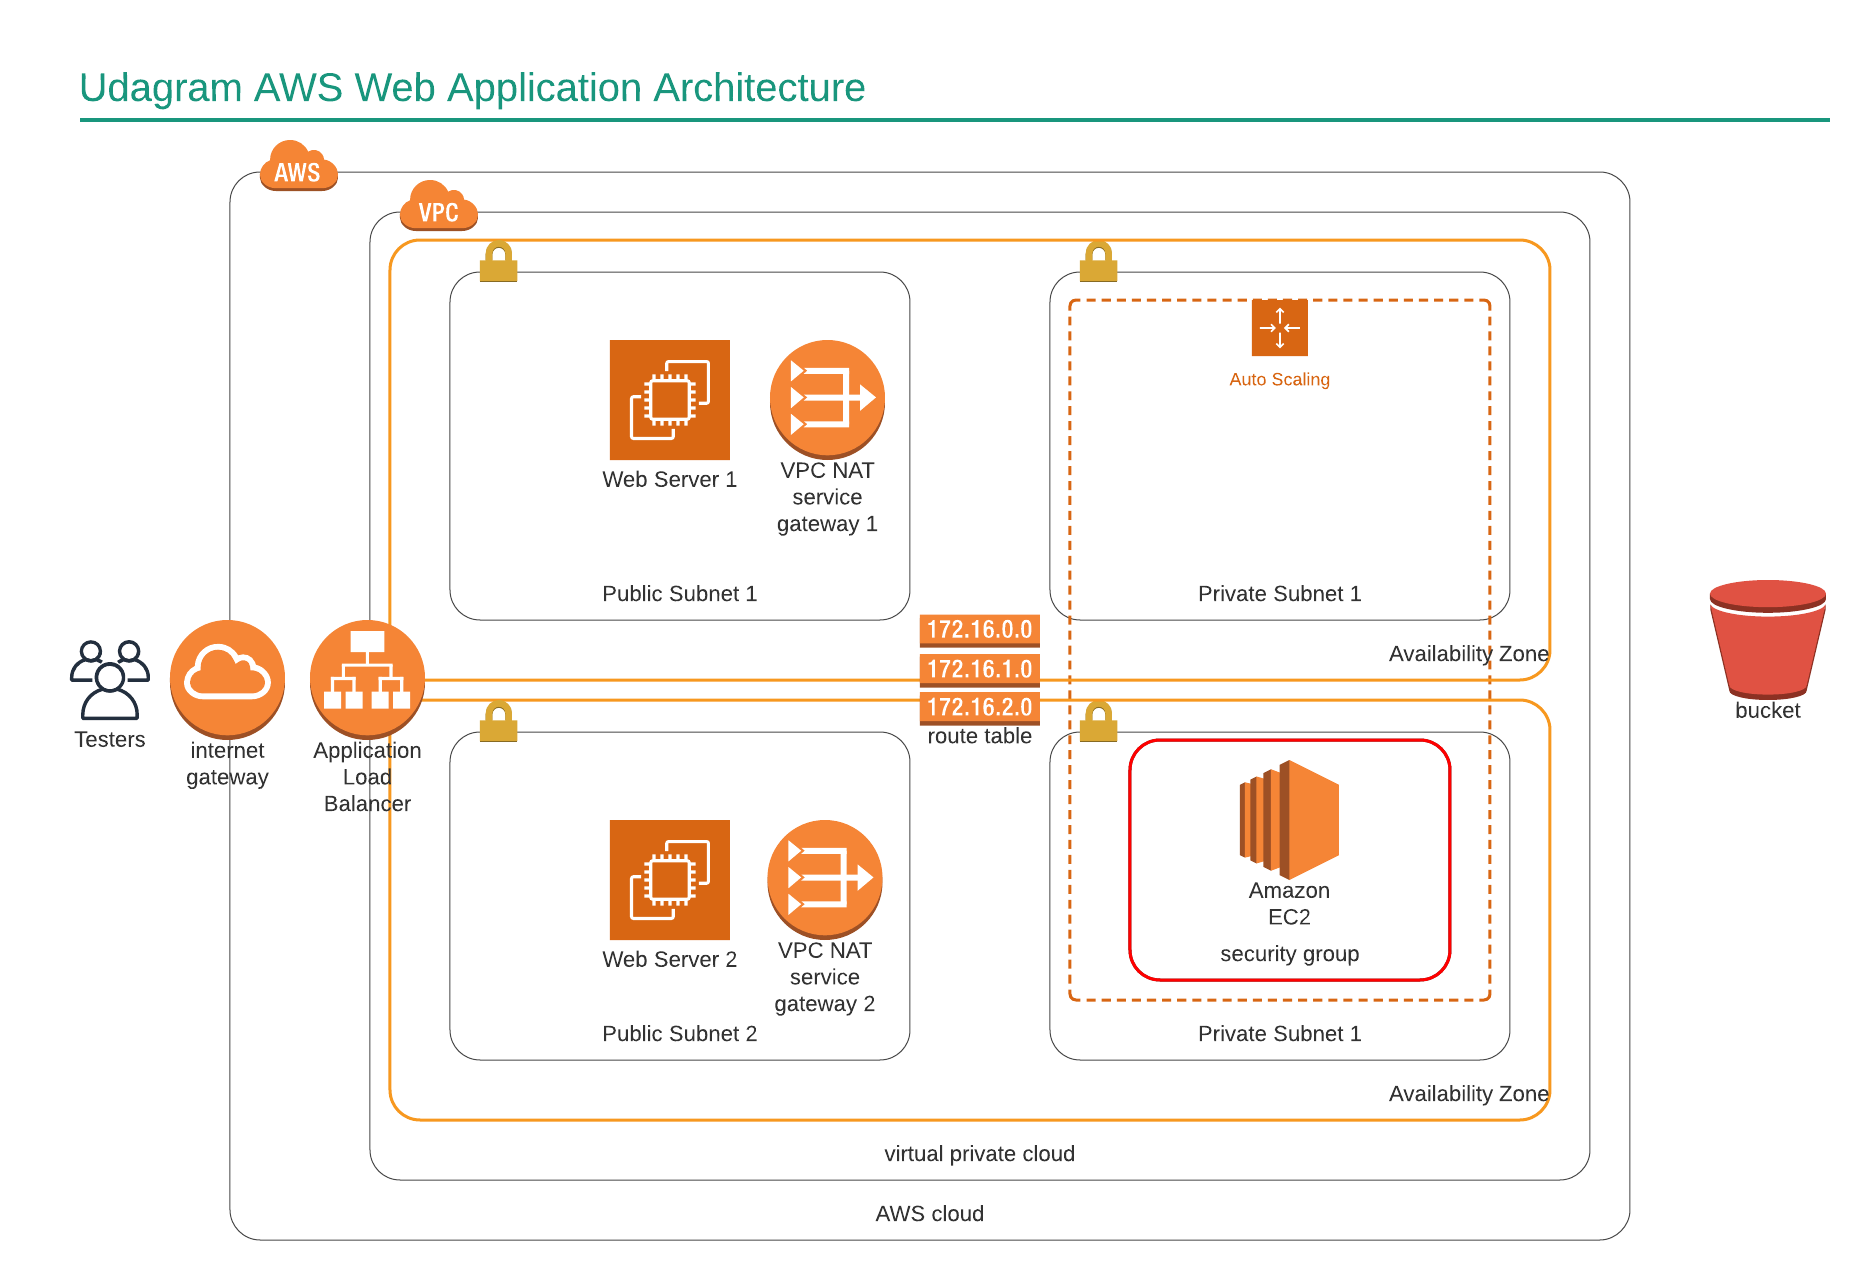 Udagram AWS Web Application Architecture
AWS
VPC
Auto Scaling
Web Server 1
VPC NAT
service
gateway 1
Public Subnet 1
Private Subnet 1
172.16.0.0
172.16.1.0
172.16.2.0
route table
Availability Zone
Testers
internet
gateway
Application
Load
Balancer
bucket
Web Server 2
VPC NAT
service
gateway 2
Public Subnet 2
Amazon
EC2
security group
Private Subnet 1
Availability Zone
virtual private cloud
AWS cloud